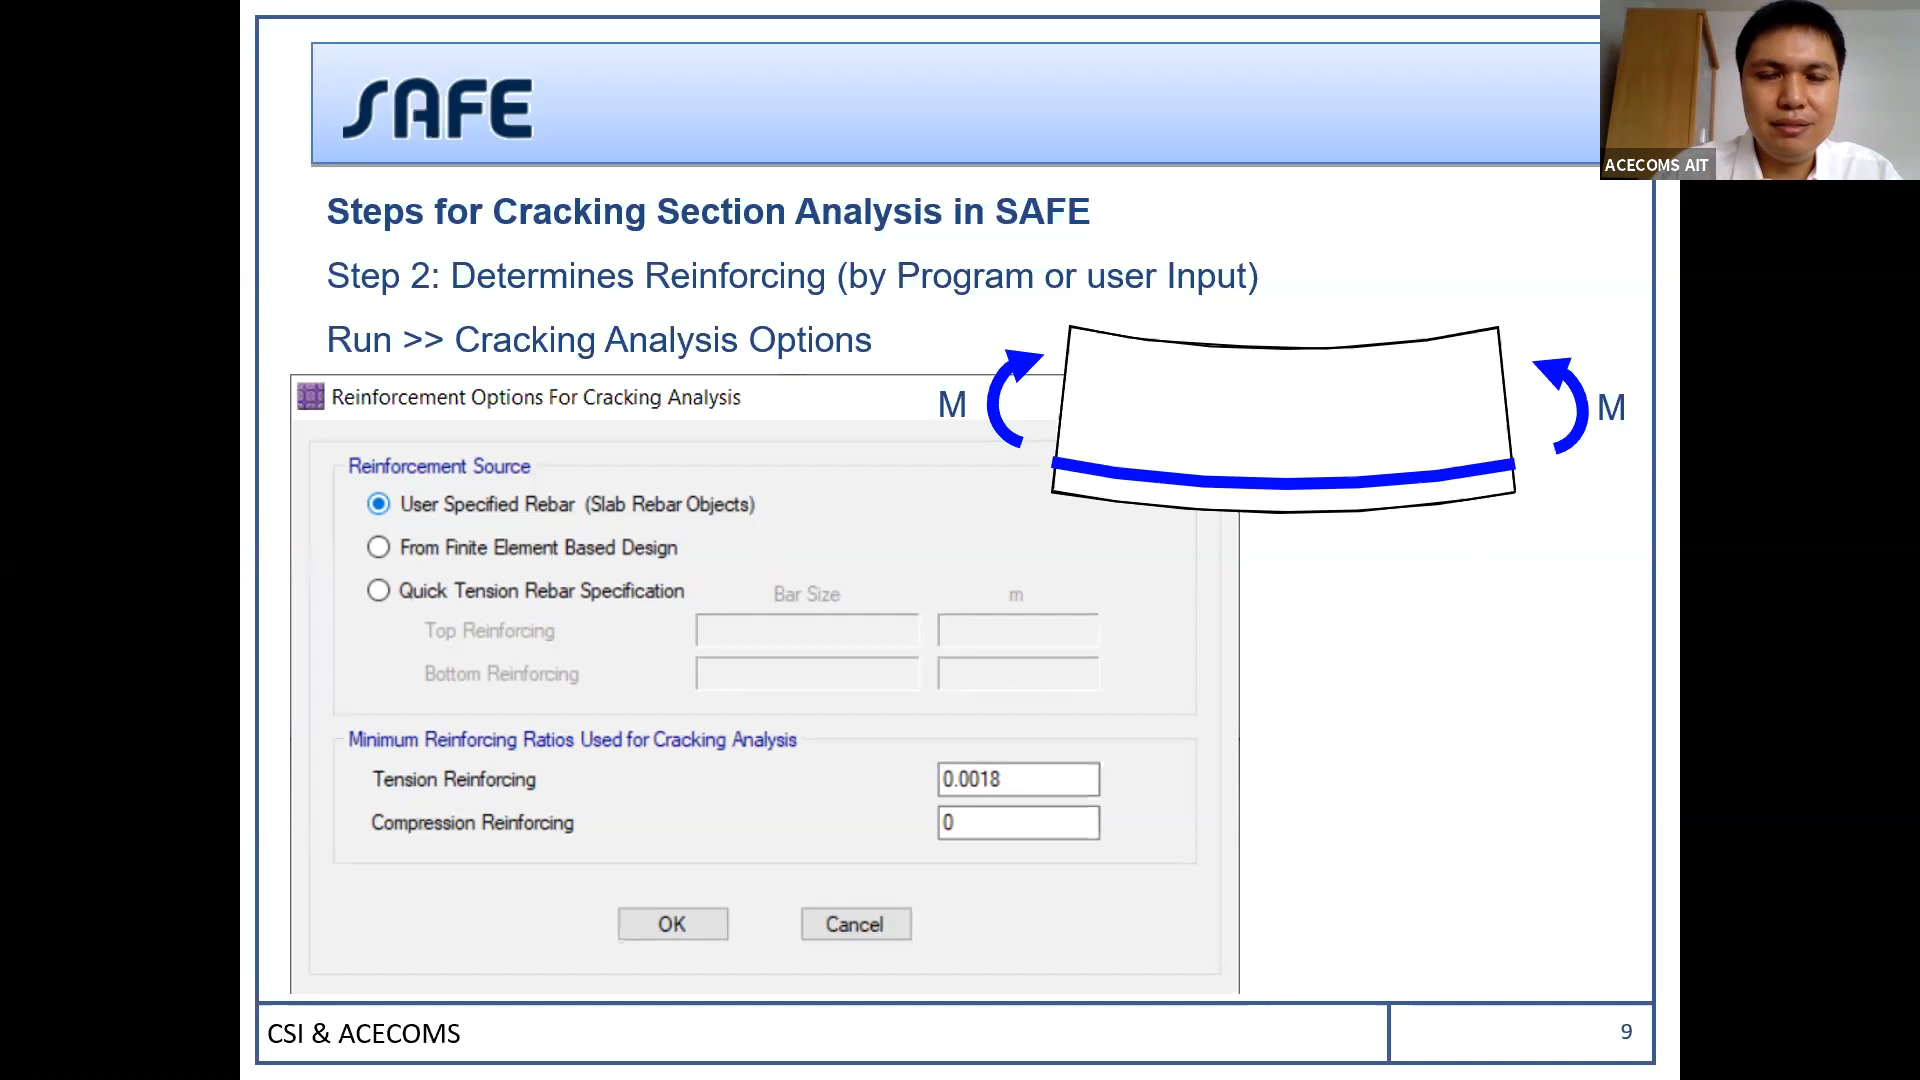 SAFE
ACECOMS AIT
Steps for Cracking Section Analysis in SAFE
Step 2: Determines Reinforcing (by Program or user Input)
Run >> Cracking Analysis Options
Reinforcement Options For Cracking Analysis
M
M
Reinforcement Source
User Specified Rebar (Slab Rebar Objects)
From Finite Element Based Design
Quick Tension Rebar Specification
Bar Size
m
Top Reinforcing
Bottom Reinforcing
Minimum Reinforcing Ratios Used for Cracking Analysis
Tension Reinforcing
0.0018
Compression Reinforcing
0
OK
Cancel
CSI & ACECOMS
9